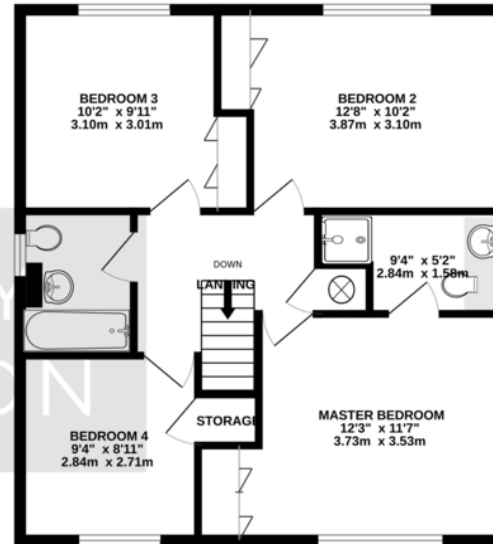 BEDROOM 3
10'2" x 9'11"
3.10m x 3.01m
BEDROOM 2
12'8" x 10'2"
3.87m x 3.10m
DOWN
LANDING
9'4" x 5'2"
2.84m x 1.58m
STORAGE
MASTER BEDROOM
12'3" x 11'7"
3.73m x 3.53m
BEDROOM 4
9'4" x 8'11"
2.84m x 2.71m
Y
ON